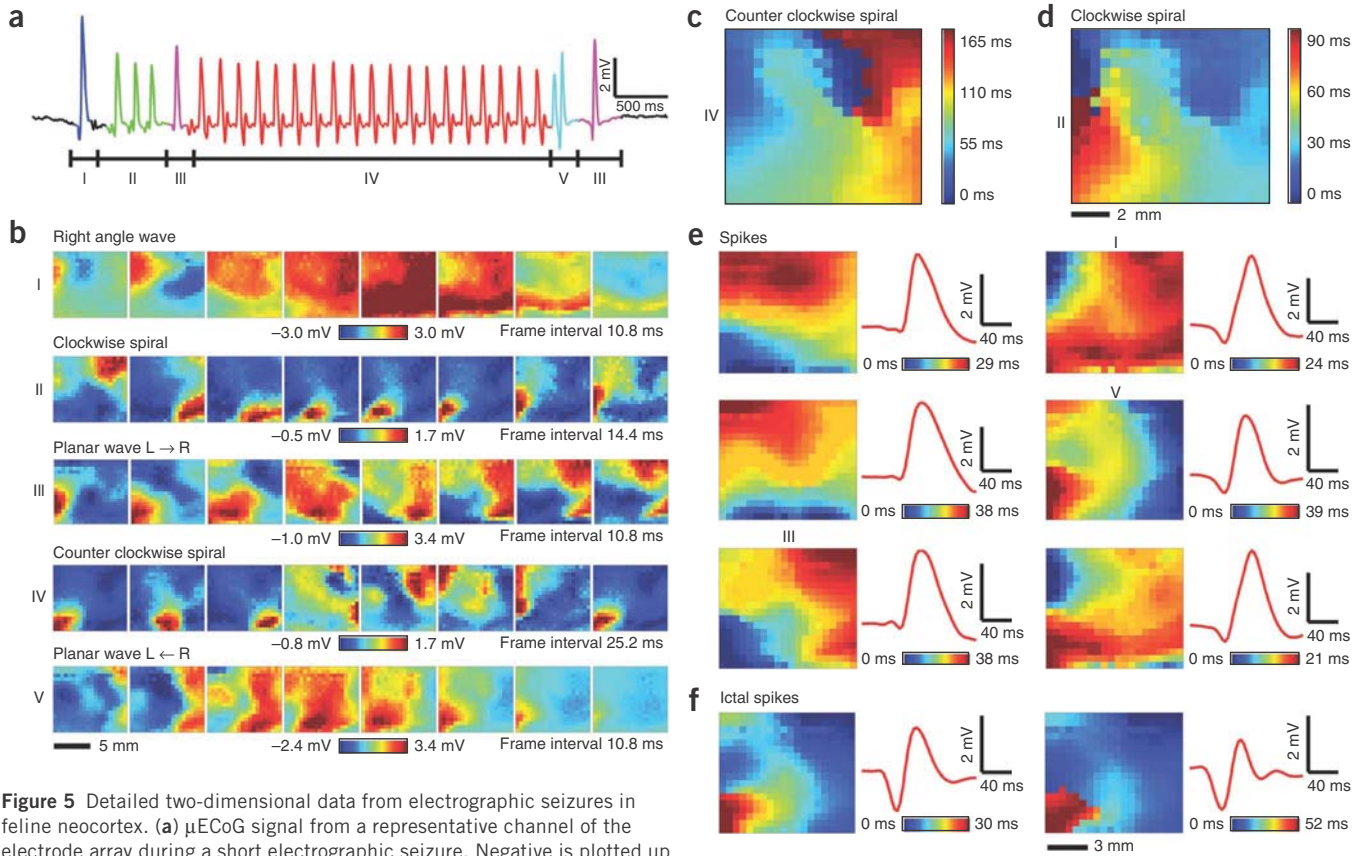 a
2 mV
500 ms
I II III IV V III
b
Right angle wave
I
–3.0 mV 3.0 mV Frame interval 10.8 ms
Clockwise spiral
II
–0.5 mV 1.7 mV Frame interval 14.4 ms
Planar wave L → R
III
–1.0 mV 3.4 mV Frame interval 10.8 ms
Counter clockwise spiral
IV
–0.8 mV 1.7 mV Frame interval 25.2 ms
Planar wave L ← R
V
5 mm
–2.4 mV 3.4 mV Frame interval 10.8 ms
c
Counter clockwise spiral
IV
165 ms
110 ms
55 ms
0 ms
d
Clockwise spiral
II
90 ms
60 ms
30 ms
0 ms
2 mm
e
Spikes
2 mV
40 ms
0 ms 29 ms
I
2 mV
40 ms
0 ms 24 ms
2 mV
40 ms
0 ms 38 ms
V
2 mV
40 ms
0 ms 39 ms
III
2 mV
40 ms
0 ms 38 ms
2 mV
40 ms
0 ms 21 ms
f
Ictal spikes
2 mV
40 ms
0 ms 30 ms
2 mV
40 ms
0 ms 52 ms
3 mm
Figure 5 Detailed two-dimensional data from electrographic seizures in
feline neocortex. (a) µECoG signal from a representative channel of the
electrode array during a short electrographic seizure. Negative is plotted up